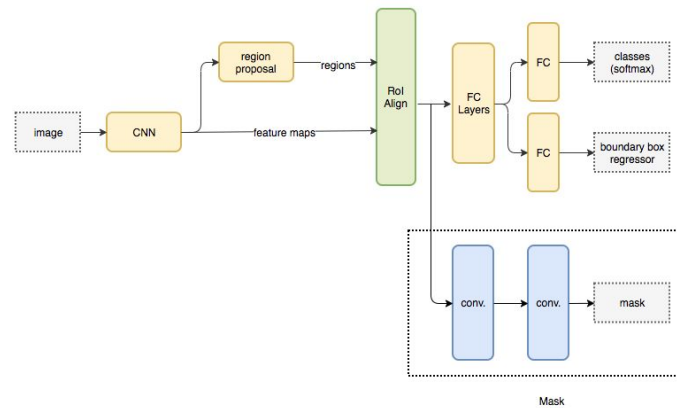 region
proposal
regions
RoI
Align
FC
Layers
FC
classes
(softmax)
image
CNN
feature maps
FC
boundary box
regressor
conv.
conv.
mask
Mask